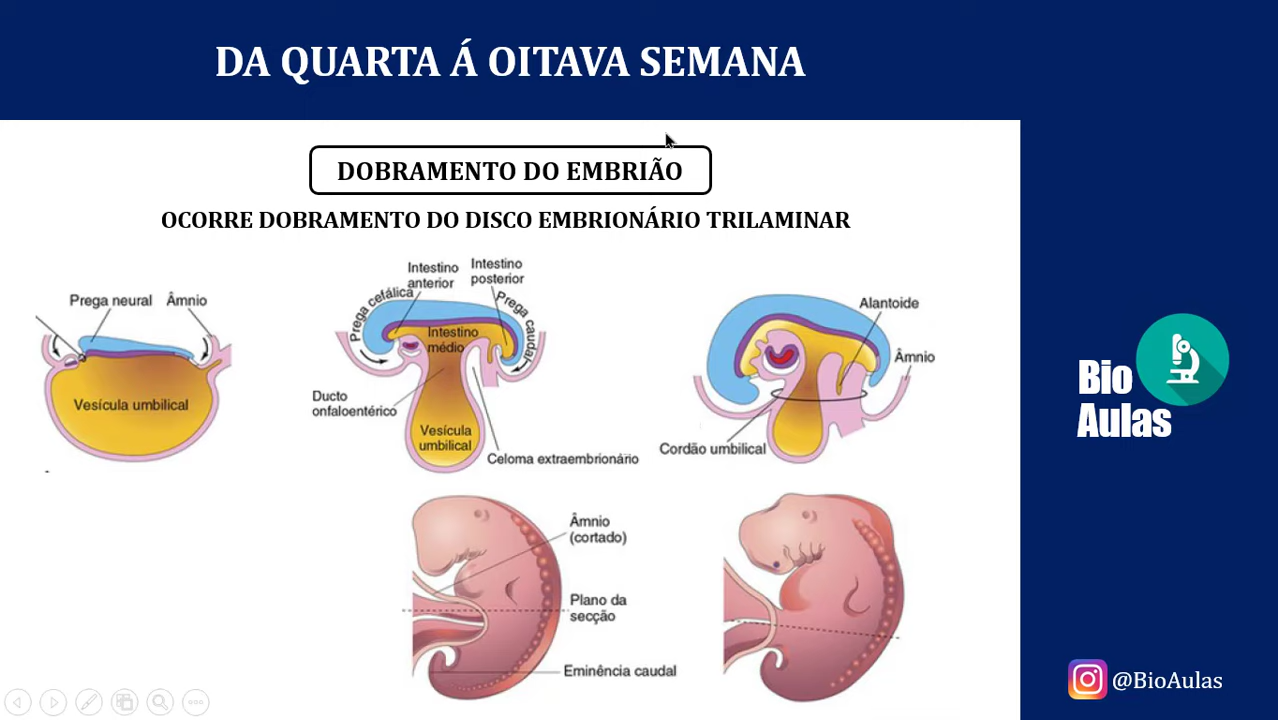 DA QUARTA Á OITAVA SEMANA
DOBRAMENTO DO EMBRIÃO
OCORRE DOBRAMENTO DO DISCO EMBRIONÁRIO TRILAMINAR
Prega neural
Âmnio
Vesícula umbilical
Intestino
anterior
Intestino
posterior
Prega cefálica
Prega caudal
Intestino
médio
Ducto
onfaloentérico
Vesícula
umbilical
Celoma extraembrionário
Alantoide
Âmnio
Cordão umbilical
Âmnio
(cortado)
Plano da
secção
Eminência caudal
Bio
Aulas
@BioAulas